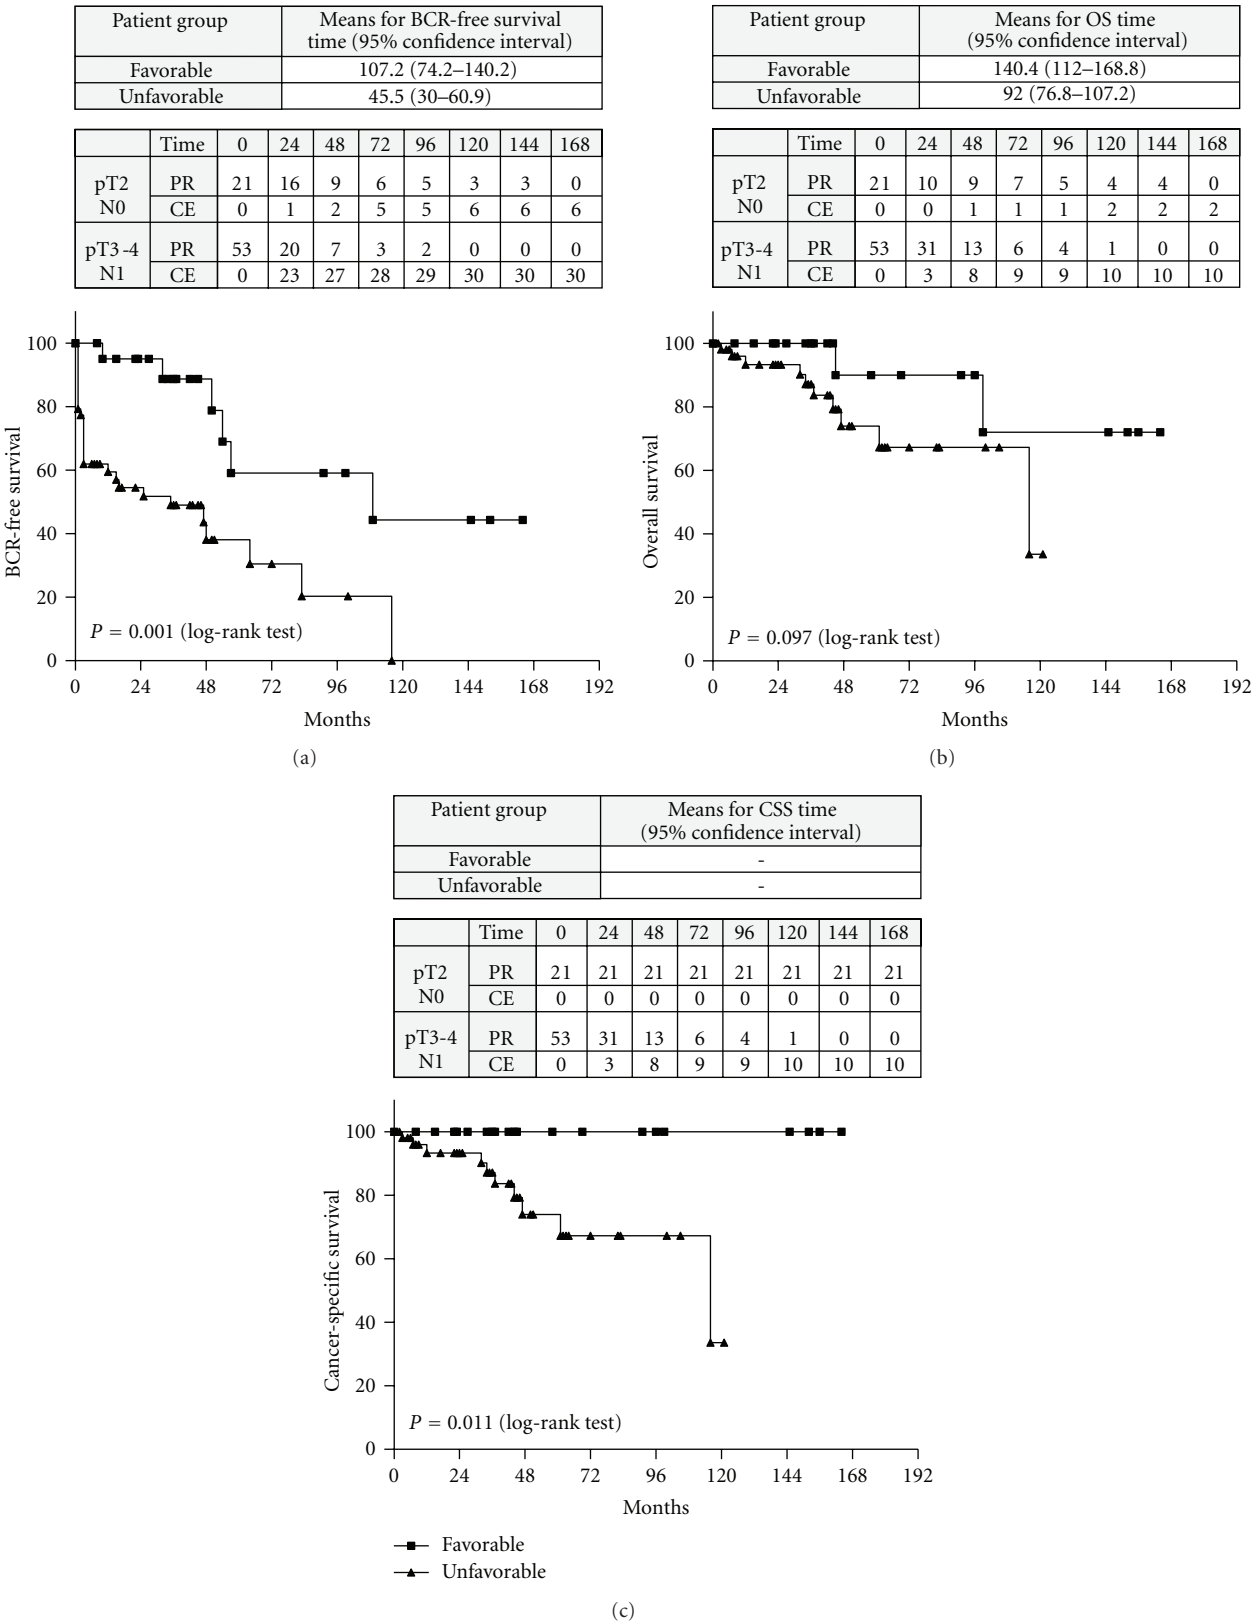 Patient group Means for BCR-free survival
time (95% confidence interval)
Favorable 107.2 (74.2–140.2)
Unfavorable 45.5 (30–60.9)
Time 0 24 48 72 96 120 144 168
pT2 PR 21 16 9 6 5 3 3 0
N0 CE 0 1 2 5 5 6 6 6
pT3-4 PR 53 20 7 3 2 0 0 0
N1 CE 0 23 27 28 29 30 30 30
BCR-free survival
100
80
60
40
20
0
P = 0.001 (log-rank test)
0 24 48 72 96 120 144 168 192
Months
(a)
Patient group Means for OS time
(95% confidence interval)
Favorable 140.4 (112–168.8)
Unfavorable 92 (76.8–107.2)
Time 0 24 48 72 96 120 144 168
pT2 PR 21 10 9 7 5 4 4 0
N0 CE 0 0 1 1 1 2 2 2
pT3-4 PR 53 31 13 6 4 1 0 0
N1 CE 0 3 8 9 9 10 10 10
Overall survival
100
80
60
40
20
0
P = 0.097 (log-rank test)
0 24 48 72 96 120 144 168 192
Months
(b)
Patient group Means for CSS time
(95% confidence interval)
Favorable -
Unfavorable -
Time 0 24 48 72 96 120 144 168
pT2 PR 21 21 21 21 21 21 21 21
N0 CE 0 0 0 0 0 0 0 0
pT3-4 PR 53 31 13 6 4 1 0 0
N1 CE 0 3 8 9 9 10 10 10
Cancer-specific survival
100
80
60
40
20
0
P = 0.011 (log-rank test)
0 24 48 72 96 120 144 168 192
Months
Favorable
Unfavorable
(c)